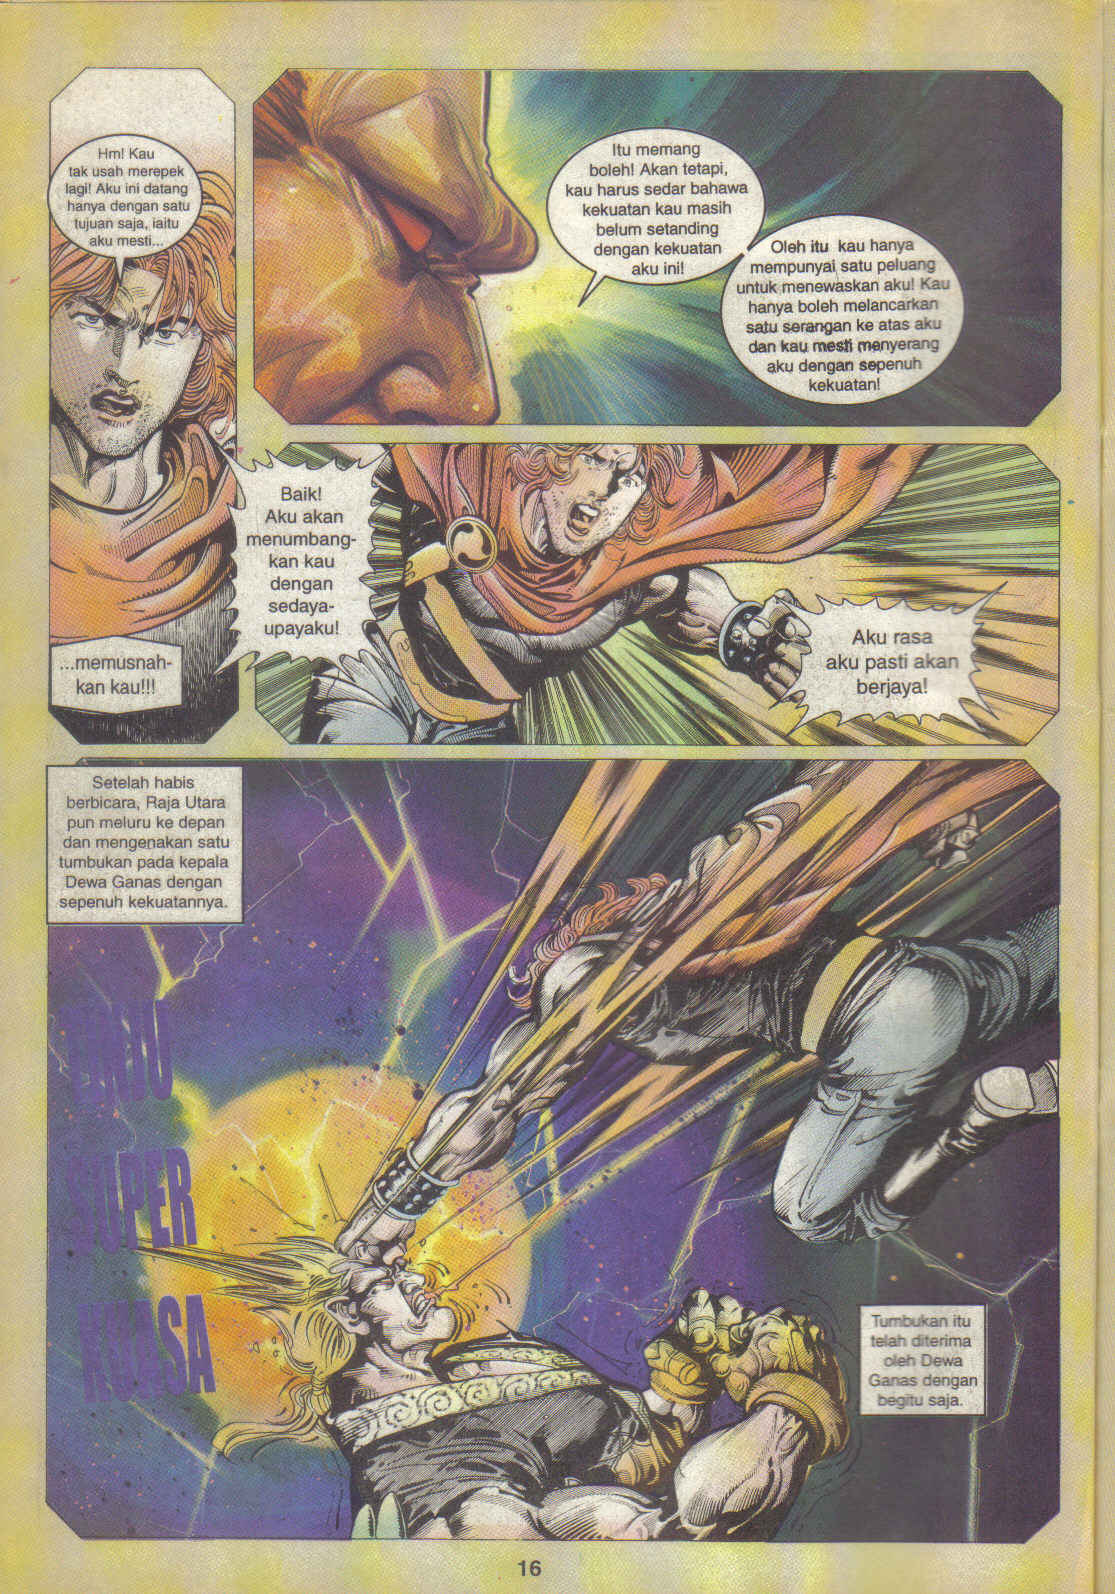 Hm! Kau
tak usah merepek
lagi! Aku ini datang
hanya dengan satu
tujuan saja, iaitu
aku mesti...
...memusnah-
kan kau!!!
Itu memang
boleh! Akan tetapi,
kau harus sedar bahawa
kekuatan kau masih
belum setanding
dengan kekuatan
aku ini!
Oleh itu kau hanya
mempunyai satu peluang
untuk menewaskan aku! Kau
hanya boleh melancarkan
satu serangan ke atas aku
dan kau mesti menyerang
aku dengan sepenuh
kekuatan!
Baik!
Aku akan
menumbang-
kan kau
dengan
sedaya-
upayaku!
Aku rasa
aku pasti akan
berjaya!
Setelah habis
berbicara, Raja Utara
pun meluru ke depan
dan mengenakan satu
tumbukan pada kepala
Dewa Ganas dengan
sepenuh kekuatannya.
TINJU
SUPER
KUASA
Tumbukan itu
telah diterima
oleh Dewa
Ganas dengan
begitu saja.
16